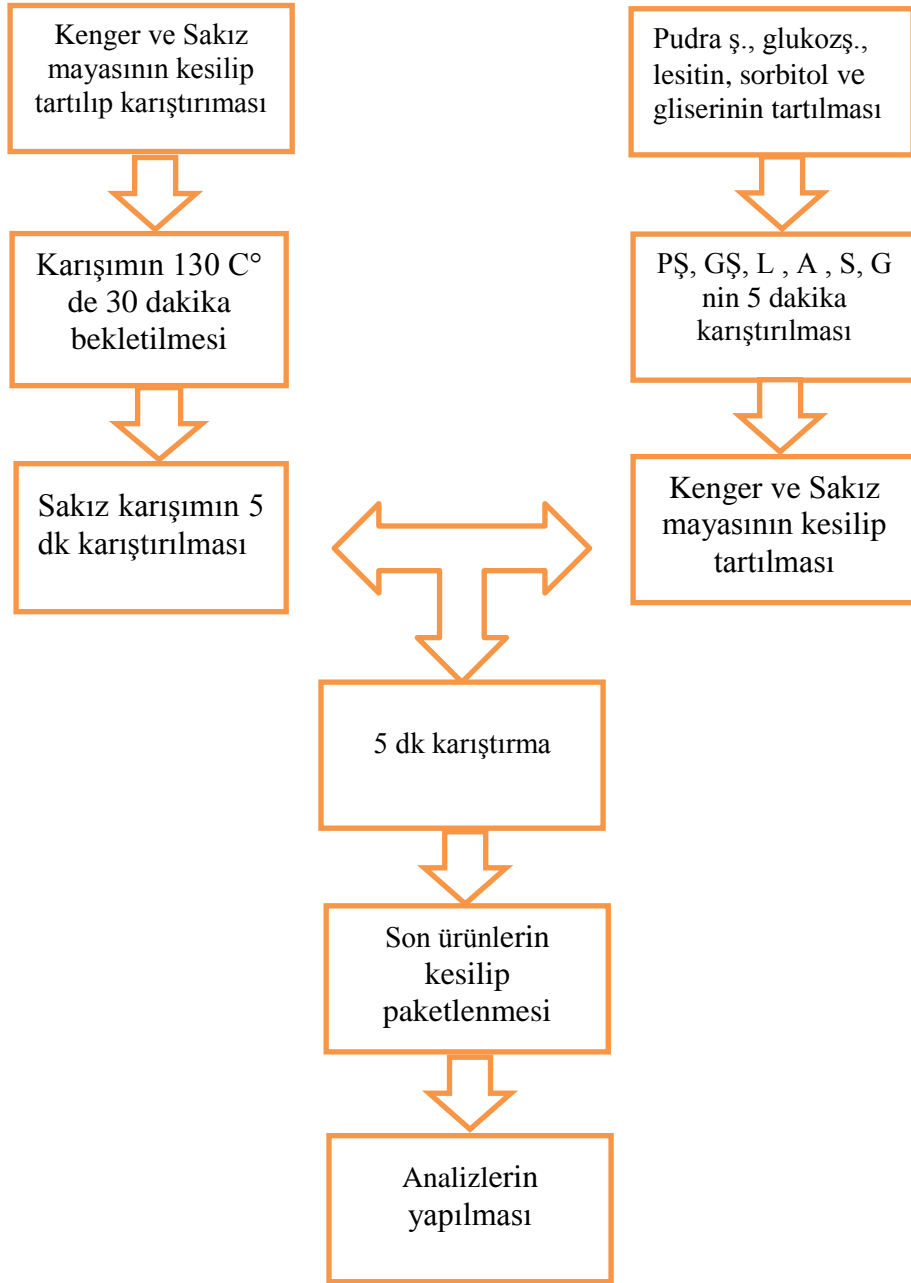 Kenger ve Sakız
mayasının kesilip
tartılıp karıştırıması
Karışımın 130 C°
de 30 dakika
bekletilmesi
Sakız karışımın 5
dk karıştırılması
Pudra ş., glukozş.,
lesitin, sorbitol ve
gliserinin tartılması
PŞ, GŞ, L , A , S, G
nin 5 dakika
karıştırılması
Kenger ve Sakız
mayasının kesilip
tartılması
5 dk karıştırma
Son ürünlerin
kesilip
paketlenmesi
Analizlerin
yapılması